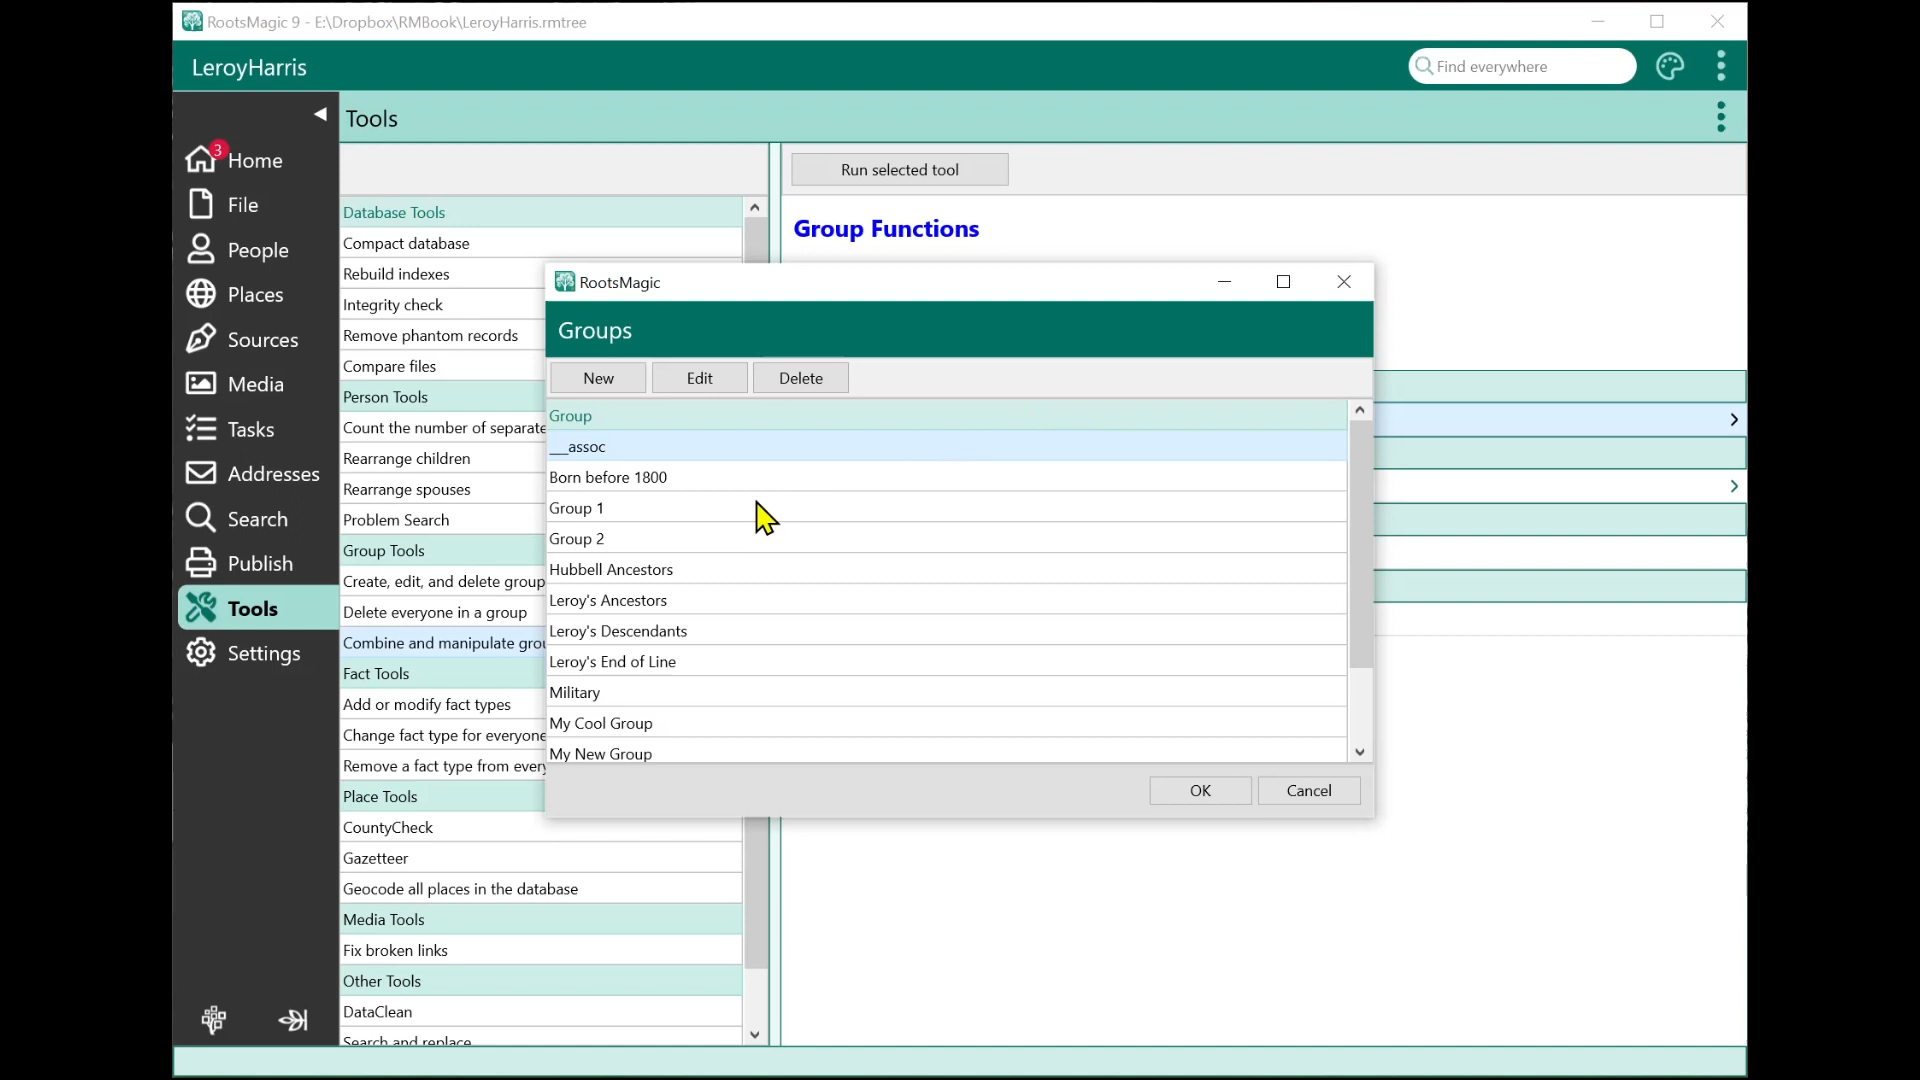 RootsMagic 9 - E:\Dropbox\RMBook\LeroyHarris.rmtree
LeroyHarris
Find everywhere
Tools
3
Home
File
People
Places
Sources
Media
Tasks
Addresses
Search
Publish
Tools
Settings
Database Tools
Compact database
Rebuild indexes
Integrity check
Remove phantom records
Compare files
Person Tools
Count the number of separate
Rearrange children
Rearrange spouses
Problem Search
Group Tools
Create, edit, and delete group
Delete everyone in a group
Combine and manipulate grou
Fact Tools
Add or modify fact types
Change fact type for everyone
Remove a fact type from every
Place Tools
CountyCheck
Gazetteer
Geocode all places in the database
Media Tools
Fix broken links
Other Tools
DataClean
Search and replace
Run selected tool
Group Functions
RootsMagic
Groups
New
Edit
Delete
Group
__assoc
Born before 1800
Group 1
Group 2
Hubbell Ancestors
Leroy's Ancestors
Leroy's Descendants
Leroy's End of Line
Military
My Cool Group
My New Group
OK
Cancel